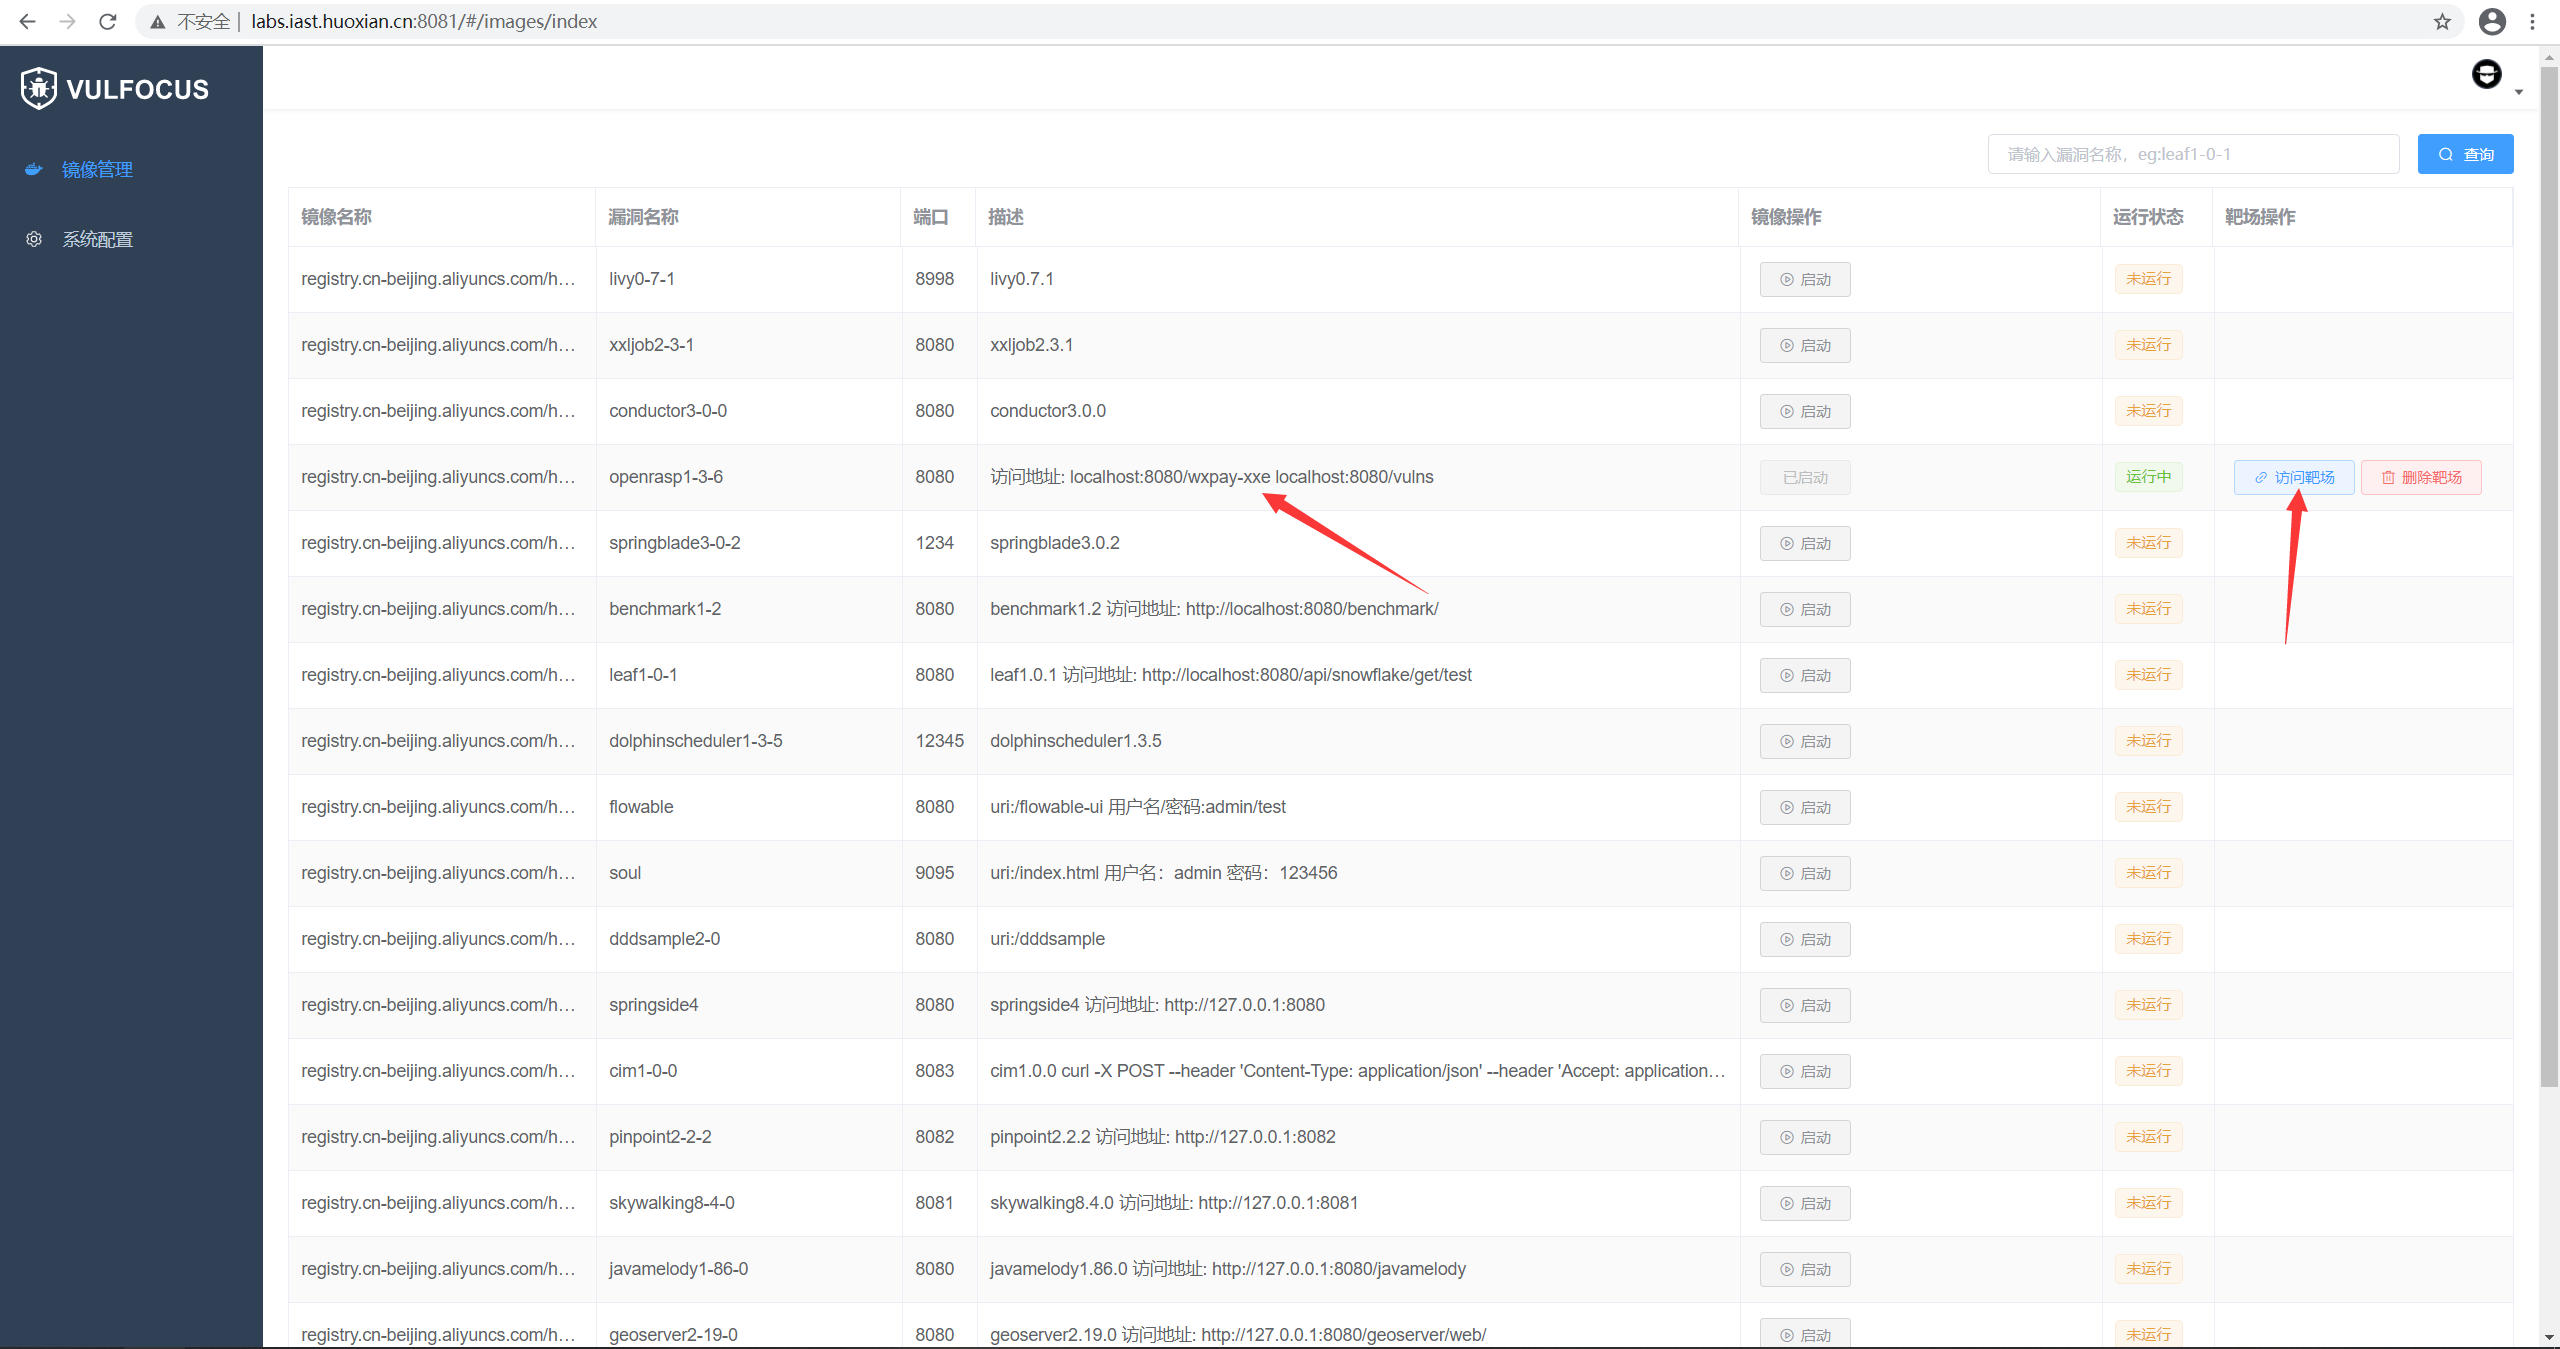 不安全 | labs.iast.huoxian.cn:8081/#/images/index
VULFOCUS
镜像管理
系统配置
请输入漏洞名称，eg:leaf1-0-1 查询
镜像名称 漏洞名称 端口 描述 镜像操作 运行状态 靶场操作
registry.cn-beijing.aliyuncs.com/h... livy0-7-1 8998 livy0.7.1 启动 未运行
registry.cn-beijing.aliyuncs.com/h... xxljob2-3-1 8080 xxljob2.3.1 启动 未运行
registry.cn-beijing.aliyuncs.com/h... conductor3-0-0 8080 conductor3.0.0 启动 未运行
registry.cn-beijing.aliyuncs.com/h... openrasp1-3-6 8080 访问地址: localhost:8080/wxpay-xxe localhost:8080/vulns 已启动 运行中 访问靶场 删除靶场
registry.cn-beijing.aliyuncs.com/h... springblade3-0-2 1234 springblade3.0.2 启动 未运行
registry.cn-beijing.aliyuncs.com/h... benchmark1-2 8080 benchmark1.2 访问地址: http://localhost:8080/benchmark/ 启动 未运行
registry.cn-beijing.aliyuncs.com/h... leaf1-0-1 8080 leaf1.0.1 访问地址: http://localhost:8080/api/snowflake/get/test 启动 未运行
registry.cn-beijing.aliyuncs.com/h... dolphinscheduler1-3-5 12345 dolphinscheduler1.3.5 启动 未运行
registry.cn-beijing.aliyuncs.com/h... flowable 8080 uri:/flowable-ui 用户名/密码:admin/test 启动 未运行
registry.cn-beijing.aliyuncs.com/h... soul 9095 uri:/index.html 用户名：admin 密码：123456 启动 未运行
registry.cn-beijing.aliyuncs.com/h... dddsample2-0 8080 uri:/dddsample 启动 未运行
registry.cn-beijing.aliyuncs.com/h... springside4 8080 springside4 访问地址: http://127.0.0.1:8080 启动 未运行
registry.cn-beijing.aliyuncs.com/h... cim1-0-0 8083 cim1.0.0 curl -X POST --header 'Content-Type: application/json' --header 'Accept: application... 启动 未运行
registry.cn-beijing.aliyuncs.com/h... pinpoint2-2-2 8082 pinpoint2.2.2 访问地址: http://127.0.0.1:8082 启动 未运行
registry.cn-beijing.aliyuncs.com/h... skywalking8-4-0 8081 skywalking8.4.0 访问地址: http://127.0.0.1:8081 启动 未运行
registry.cn-beijing.aliyuncs.com/h... javamelody1-86-0 8080 javamelody1.86.0 访问地址: http://127.0.0.1:8080/javamelody 启动 未运行
registry.cn-beijing.aliyuncs.com/h... geoserver2-19-0 8080 geoserver2.19.0 访问地址: http://127.0.0.1:8080/geoserver/web/ 启动 未运行